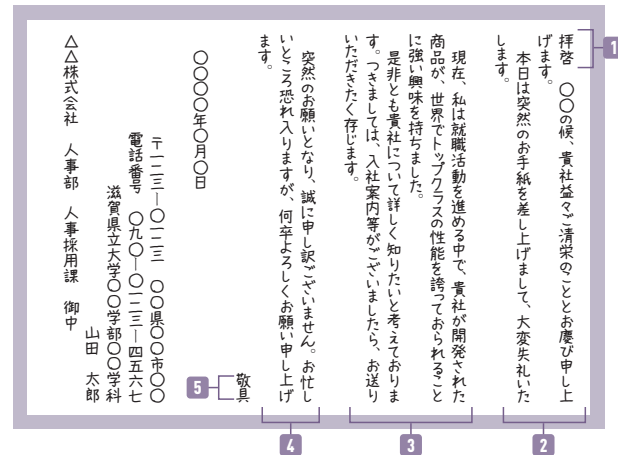 拝啓　〇〇の候、貴社益々ご清栄のこととお慶び申し上
げます。
本日は突然のお手紙を差し上げまして、大変失礼いた
します。
現在、私は就職活動を進める中で、貴社が開発された
商品が、世界でトップクラスの性能を誇っておられること
に強い興味を持ちました。
是非とも貴社について詳しく知りたいと考えておりま
す。つきましては、入社案内等がございましたら、お送り
いただきたく存じます。
突然のお願いとなり、誠に申し訳ございません。お忙し
いところ恐れ入りますが、何卒よろしくお願い申し上げ
ます。
敬具
〇〇〇〇年〇月〇日
〒一二三―〇一二三　〇〇県〇〇市〇〇
電話番号　〇九〇―〇一二三―四五六七
滋賀県立大学〇〇学部〇〇学科
山田　太郎
△△株式会社　人事部　人事採用課　御中
1
2
3
4
5